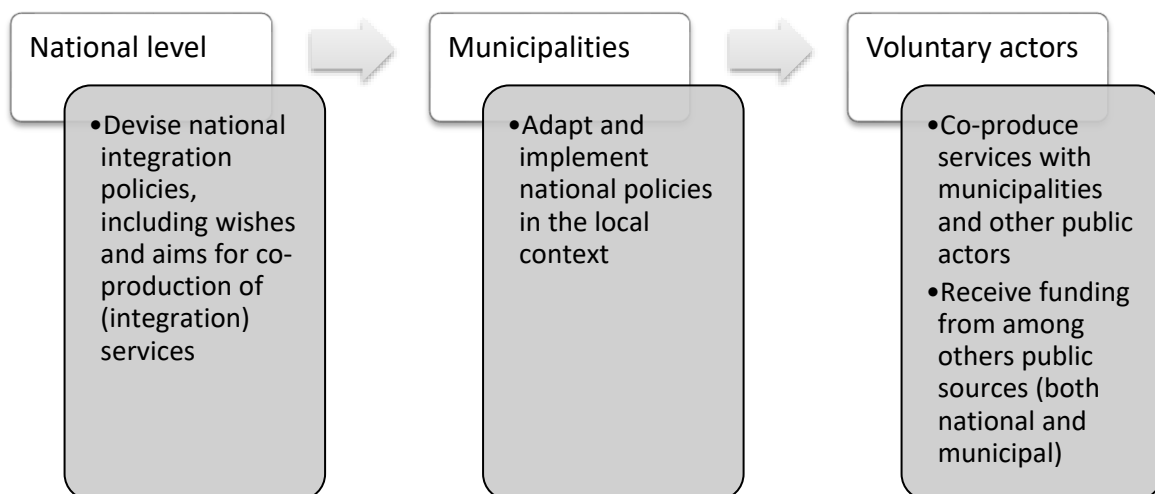 National level
•Devise national
integration
policies,
including wishes
and aims for co-
production of
(integration)
services
Municipalities
•Adapt and
implement
national policies
in the local
context
Voluntary actors
•Co-produce
services with
municipalities
and other public
actors
•Receive funding
from among
others public
sources (both
national and
municipal)